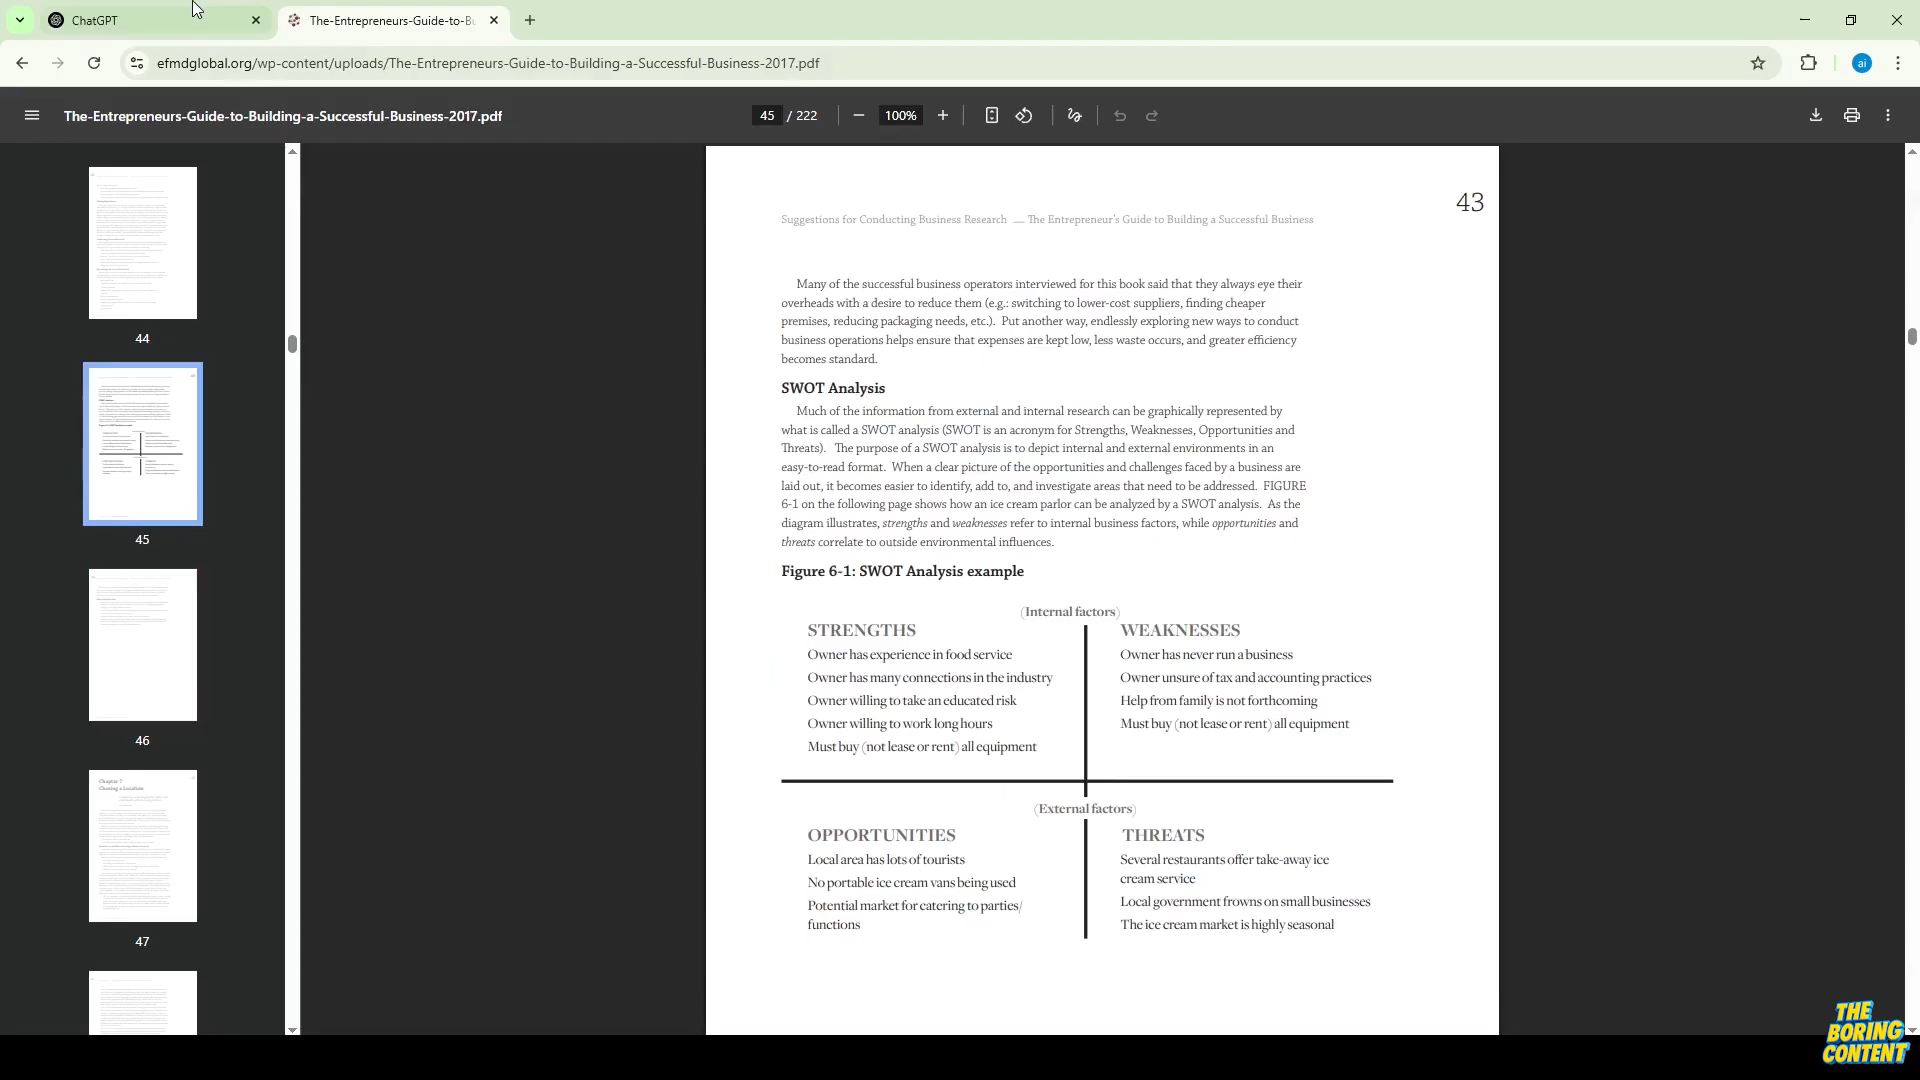 ChatGPT
The-Entrepreneurs-Guide-to-Bu
efmdglobal.org/wp-content/uploads/The-Entrepreneurs-Guide-to-Building-a-Successful-Business-2017.pdf
ai
The-Entrepreneurs-Guide-to-Building-a-Successful-Business-2017.pdf
45 / 222
100%
44
45
46
47
43
Suggestions for Conducting Business Research — The Entrepreneur's Guide to Building a Successful Business
Many of the successful business operators interviewed for this book said that they always eye their
overheads with a desire to reduce them (e.g.: switching to lower-cost suppliers, finding cheaper
premises, reducing packaging needs, etc.). Put another way, endlessly exploring new ways to conduct
business operations helps ensure that expenses are kept low, less waste occurs, and greater efficiency
becomes standard.
SWOT Analysis
Much of the information from external and internal research can be graphically represented by
what is called a SWOT analysis (SWOT is an acronym for Strengths, Weaknesses, Opportunities and
Threats). The purpose of a SWOT analysis is to depict internal and external environments in an
easy-to-read format. When a clear picture of the opportunities and challenges faced by a business are
laid out, it becomes easier to identify, add to, and investigate areas that need to be addressed. FIGURE
6-1 on the following page shows how an ice cream parlor can be analyzed by a SWOT analysis. As the
diagram illustrates, strengths and weaknesses refer to internal business factors, while opportunities and
threats correlate to outside environmental influences.
Figure 6-1: SWOT Analysis example
(Internal factors)
STRENGTHS
Owner has experience in food service
Owner has many connections in the industry
Owner willing to take an educated risk
Owner willing to work long hours
Must buy (not lease or rent) all equipment
WEAKNESSES
Owner has never run a business
Owner unsure of tax and accounting practices
Help from family is not forthcoming
Must buy (not lease or rent) all equipment
(External factors)
OPPORTUNITIES
Local area has lots of tourists
No portable ice cream vans being used
Potential market for catering to parties/
functions
THREATS
Several restaurants offer take-away ice
cream service
Local government frowns on small businesses
The ice cream market is highly seasonal
THE
BORING
CONTENT